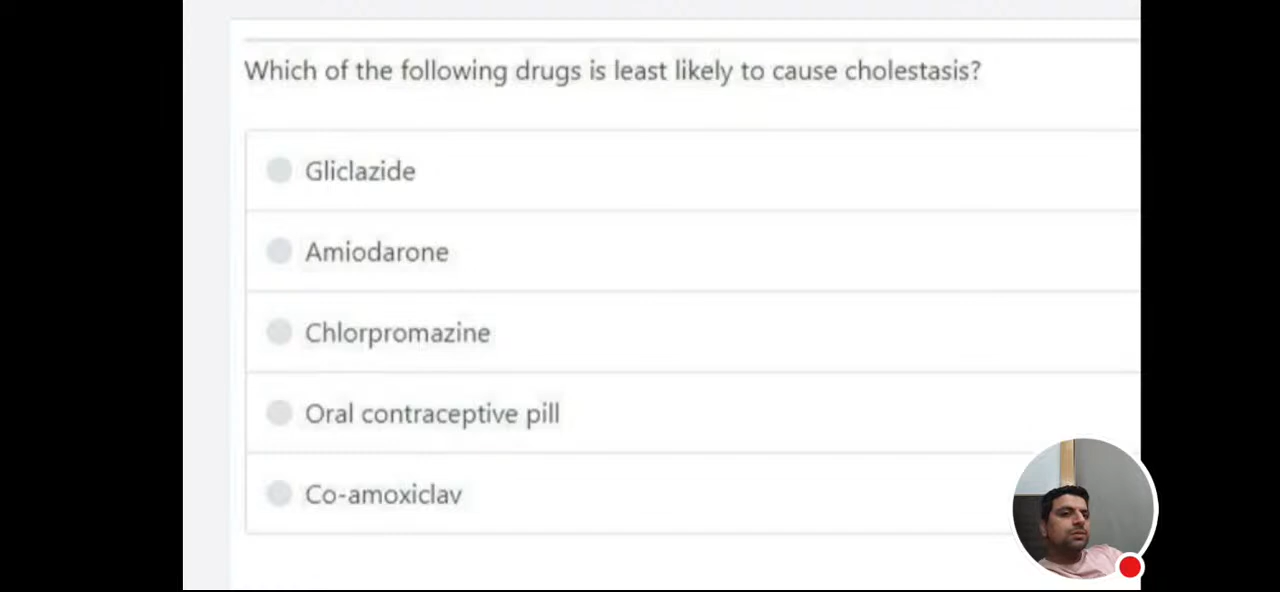 Which of the following drugs is least likely to cause cholestasis?
Gliclazide
Amiodarone
Chlorpromazine
Oral contraceptive pill
Co-amoxiclav